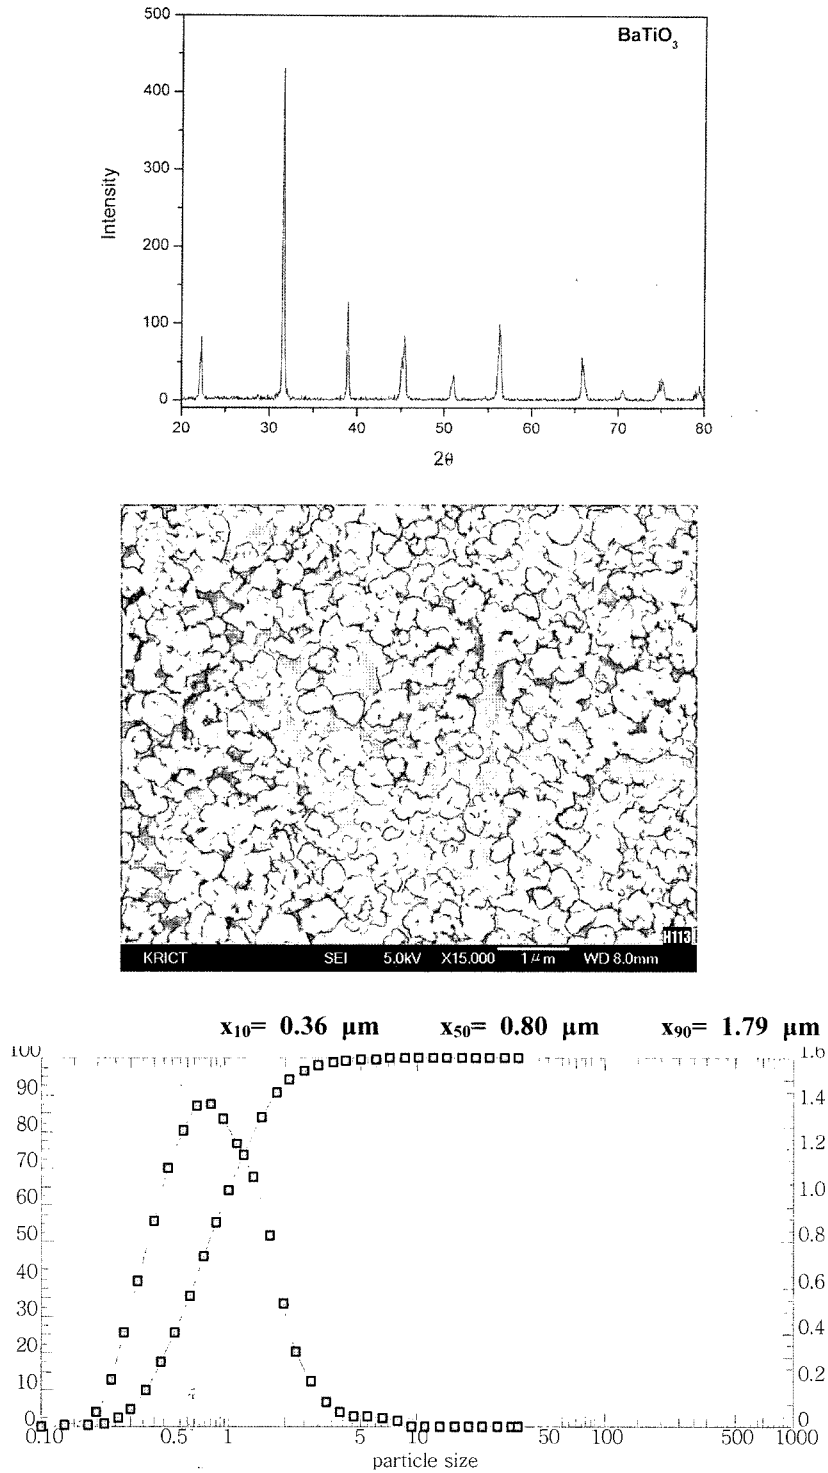 500
BaTiO3
400
300
200
100
0
Intensity
20 30 40 50 60 70 80
2θ
H113
KRICT SEI 5.0kV X15,000 1μm WD 8.0mm
x10= 0.36 μm x50= 0.80 μm x90= 1.79 μm
100 1.6
90 1.4
80
70 1.2
60 1.0
50 0.8
40 0.6
30 0.4
20 0.2
10
0 0
0.10 0.5 1 5 10 50 100 500 1000
particle size